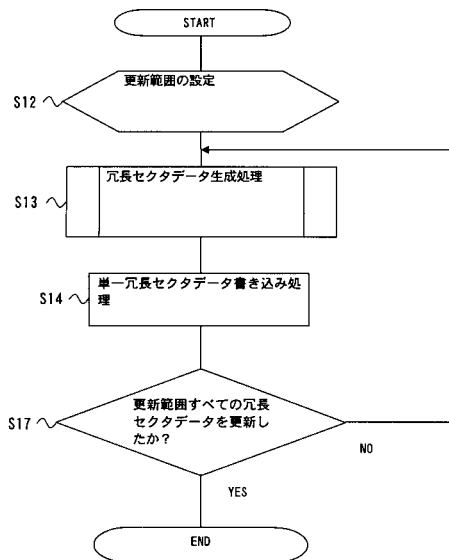 START
更新範囲の設定
S12
冗長セクタデータ生成処理
S13
単一冗長セクタデータ書き込み処
理
S14
更新範囲すべての冗長
セクタデータを更新し
たか？
S17
NO
YES
END